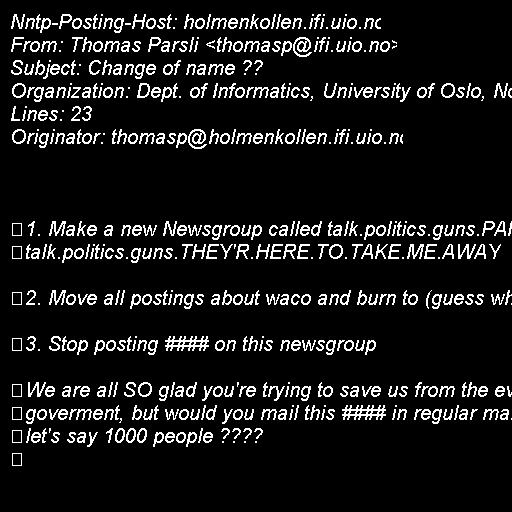 Nntp-Posting-Host: holmenkollen.ifi.uio.no
From: Thomas Parsli <thomasp@ifi.uio.no>
Subject: Change of name ??
Organization: Dept. of Informatics, University of Oslo, No
Lines: 23
Originator: thomasp@holmenkollen.ifi.uio.no
1. Make a new Newsgroup called talk.politics.guns.PA
talk.politics.guns.THEY'R.HERE.TO.TAKE.ME.AWAY
2. Move all postings about waco and burn to (guess wh
3. Stop posting #### on this newsgroup
We are all SO glad you're trying to save us from the ev
goverment, but would you mail this #### in regular ma
let's say 1000 people ????